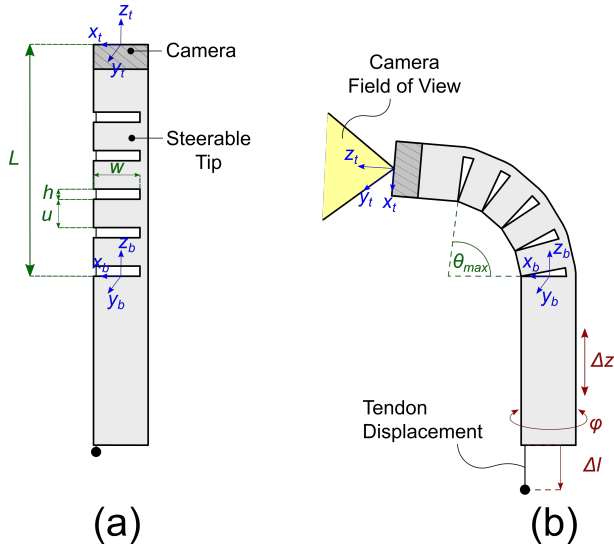 z_t
x_t
y_t
Camera
Steerable
Tip
L
w
h
u
z_b
x_b
y_b
(a)
Camera
Field of View
z_t
y_t
x_t
θ_max
z_b
x_b
y_b
Δz
φ
Tendon
Displacement
Δl
(b)